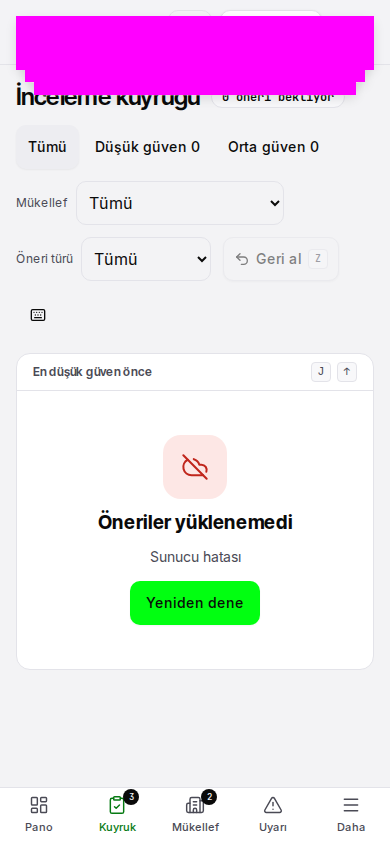 İnceleme kuyruğu 0 öneri bekliyor
Tümü Düşük güven 0 Orta güven 0
Mükellef Tümü
Öneri türü Tümü Geri al Z
En düşük güven önce J ↑
Öneriler yüklenemedi
Sunucu hatası
Yeniden dene
3 2
Pano Kuyruk Mükellef Uyarı Daha